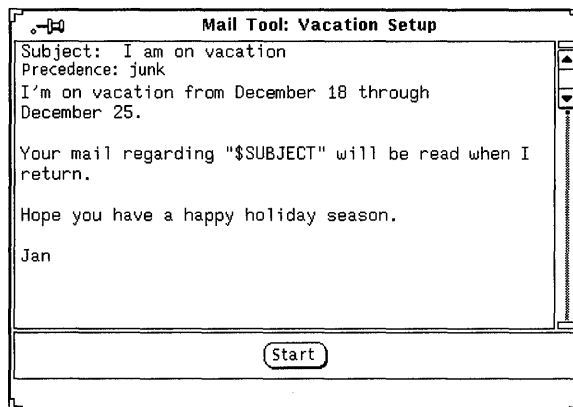 Mail Tool: Vacation Setup
Subject:  I am on vacation
Precedence: junk
I'm on vacation from December 18 through
December 25.
Your mail regarding "$SUBJECT" will be read when I
return.
Hope you have a happy holiday season.
Jan
Start